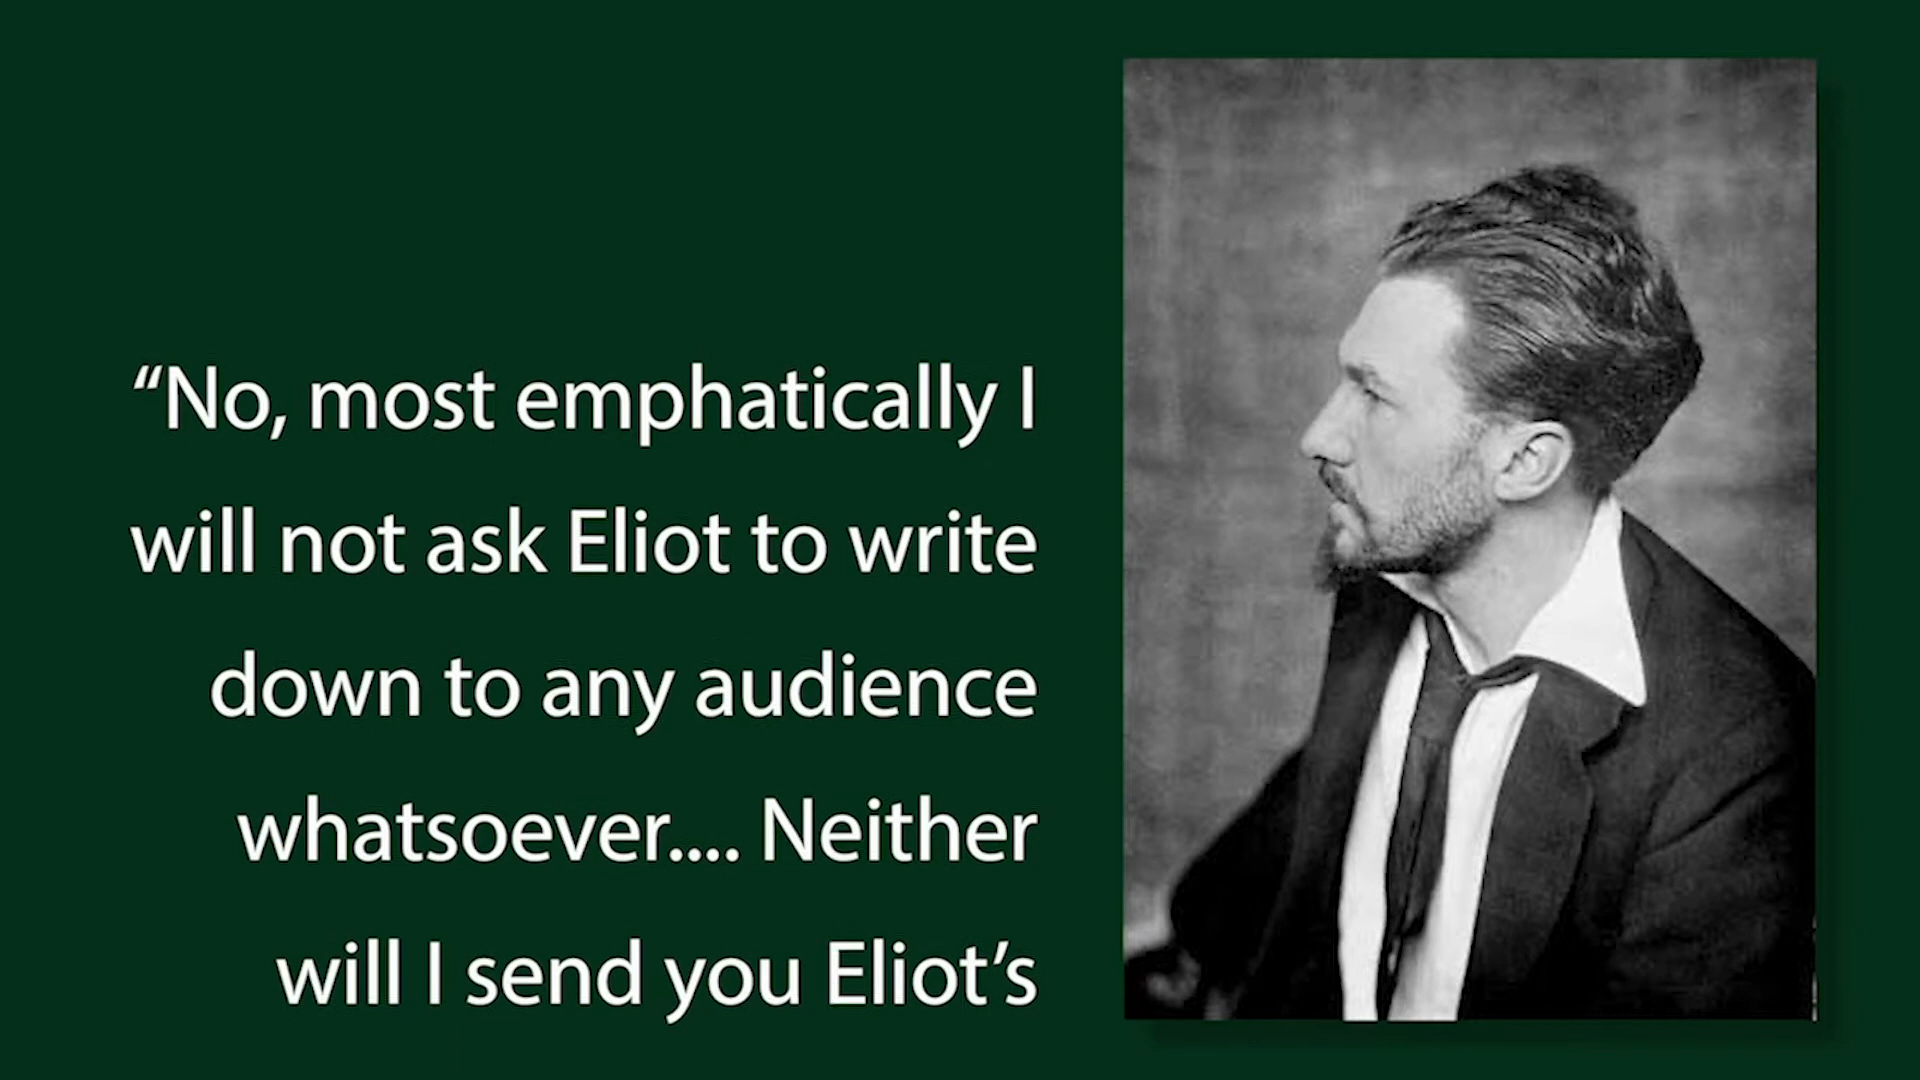 “No, most emphatically I
will not ask Eliot to write
down to any audience
whatsoever.... Neither
will I send you Eliot’s